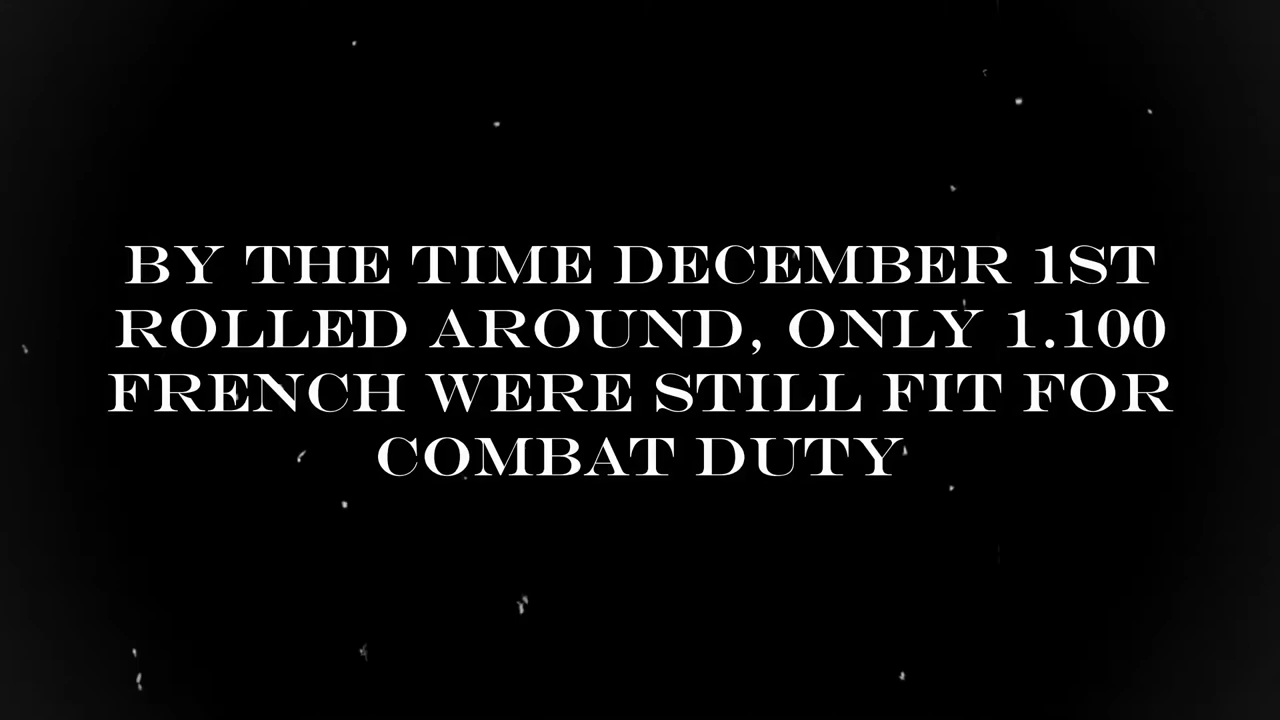 BY THE TIME DECEMBER 1ST
ROLLED AROUND, ONLY 1.100
FRENCH WERE STILL FIT FOR
COMBAT DUTY